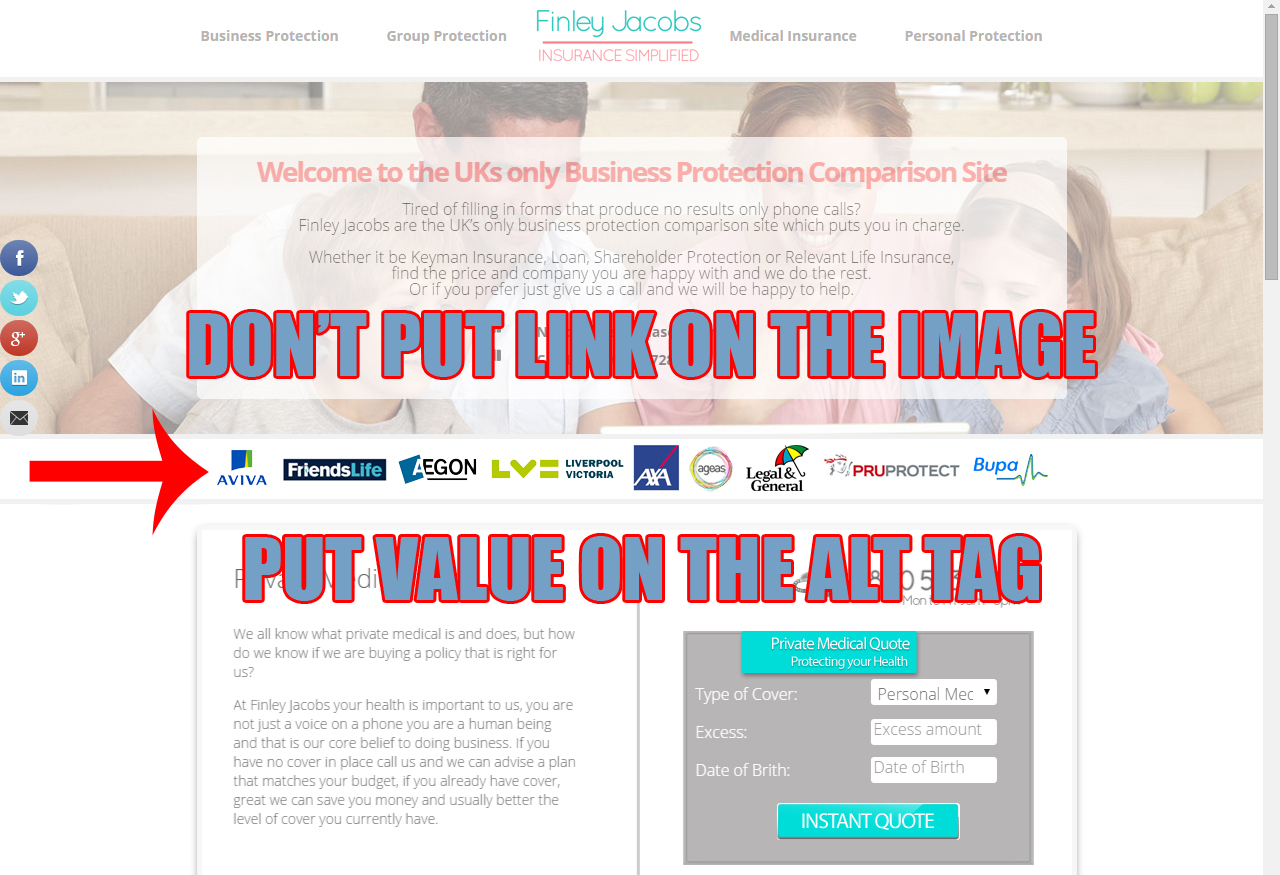 Business Protection
Group Protection
Finley Jacobs
INSURANCE SIMPLIFIED
Medical Insurance
Personal Protection
Welcome to the UKs only Business Protection Comparison Site
Tired of filling in forms that produce no results only phone calls?
Finley Jacobs are the UK's only business protection comparison site which puts you in charge.
Whether it be Keyman Insurance, Loan, Shareholder Protection or Relevant Life Insurance,
find the price and company you are happy with and we do the rest.
Or if you prefer just give us a call and we will be happy to help.
f
g+
in
DON'T PUT LINK ON THE IMAGE
AVIVA
FriendsLife
AEGON
LV=
LIVERPOOL
VICTORIA
AXA
ageas
Legal &
General
PRUPROTECT
Bupa
PUT VALUE ON THE ALT TAG
We all know what private medical is and does, but how
do we know if we are buying a policy that is right for
us?
At Finley Jacobs your health is important to us, you are
not just a voice on a phone you are a human being
and that is our core belief to doing business. If you
have no cover in place call us and we can advise a plan
that matches your budget, if you already have cover,
great we can save you money and usually better the
level of cover you currently have.
Private Medical Quote
Protecting your Health
Type of Cover:
Personal Mec
Excess:
Excess amount
Date of Brith:
Date of Birth
INSTANT QUOTE